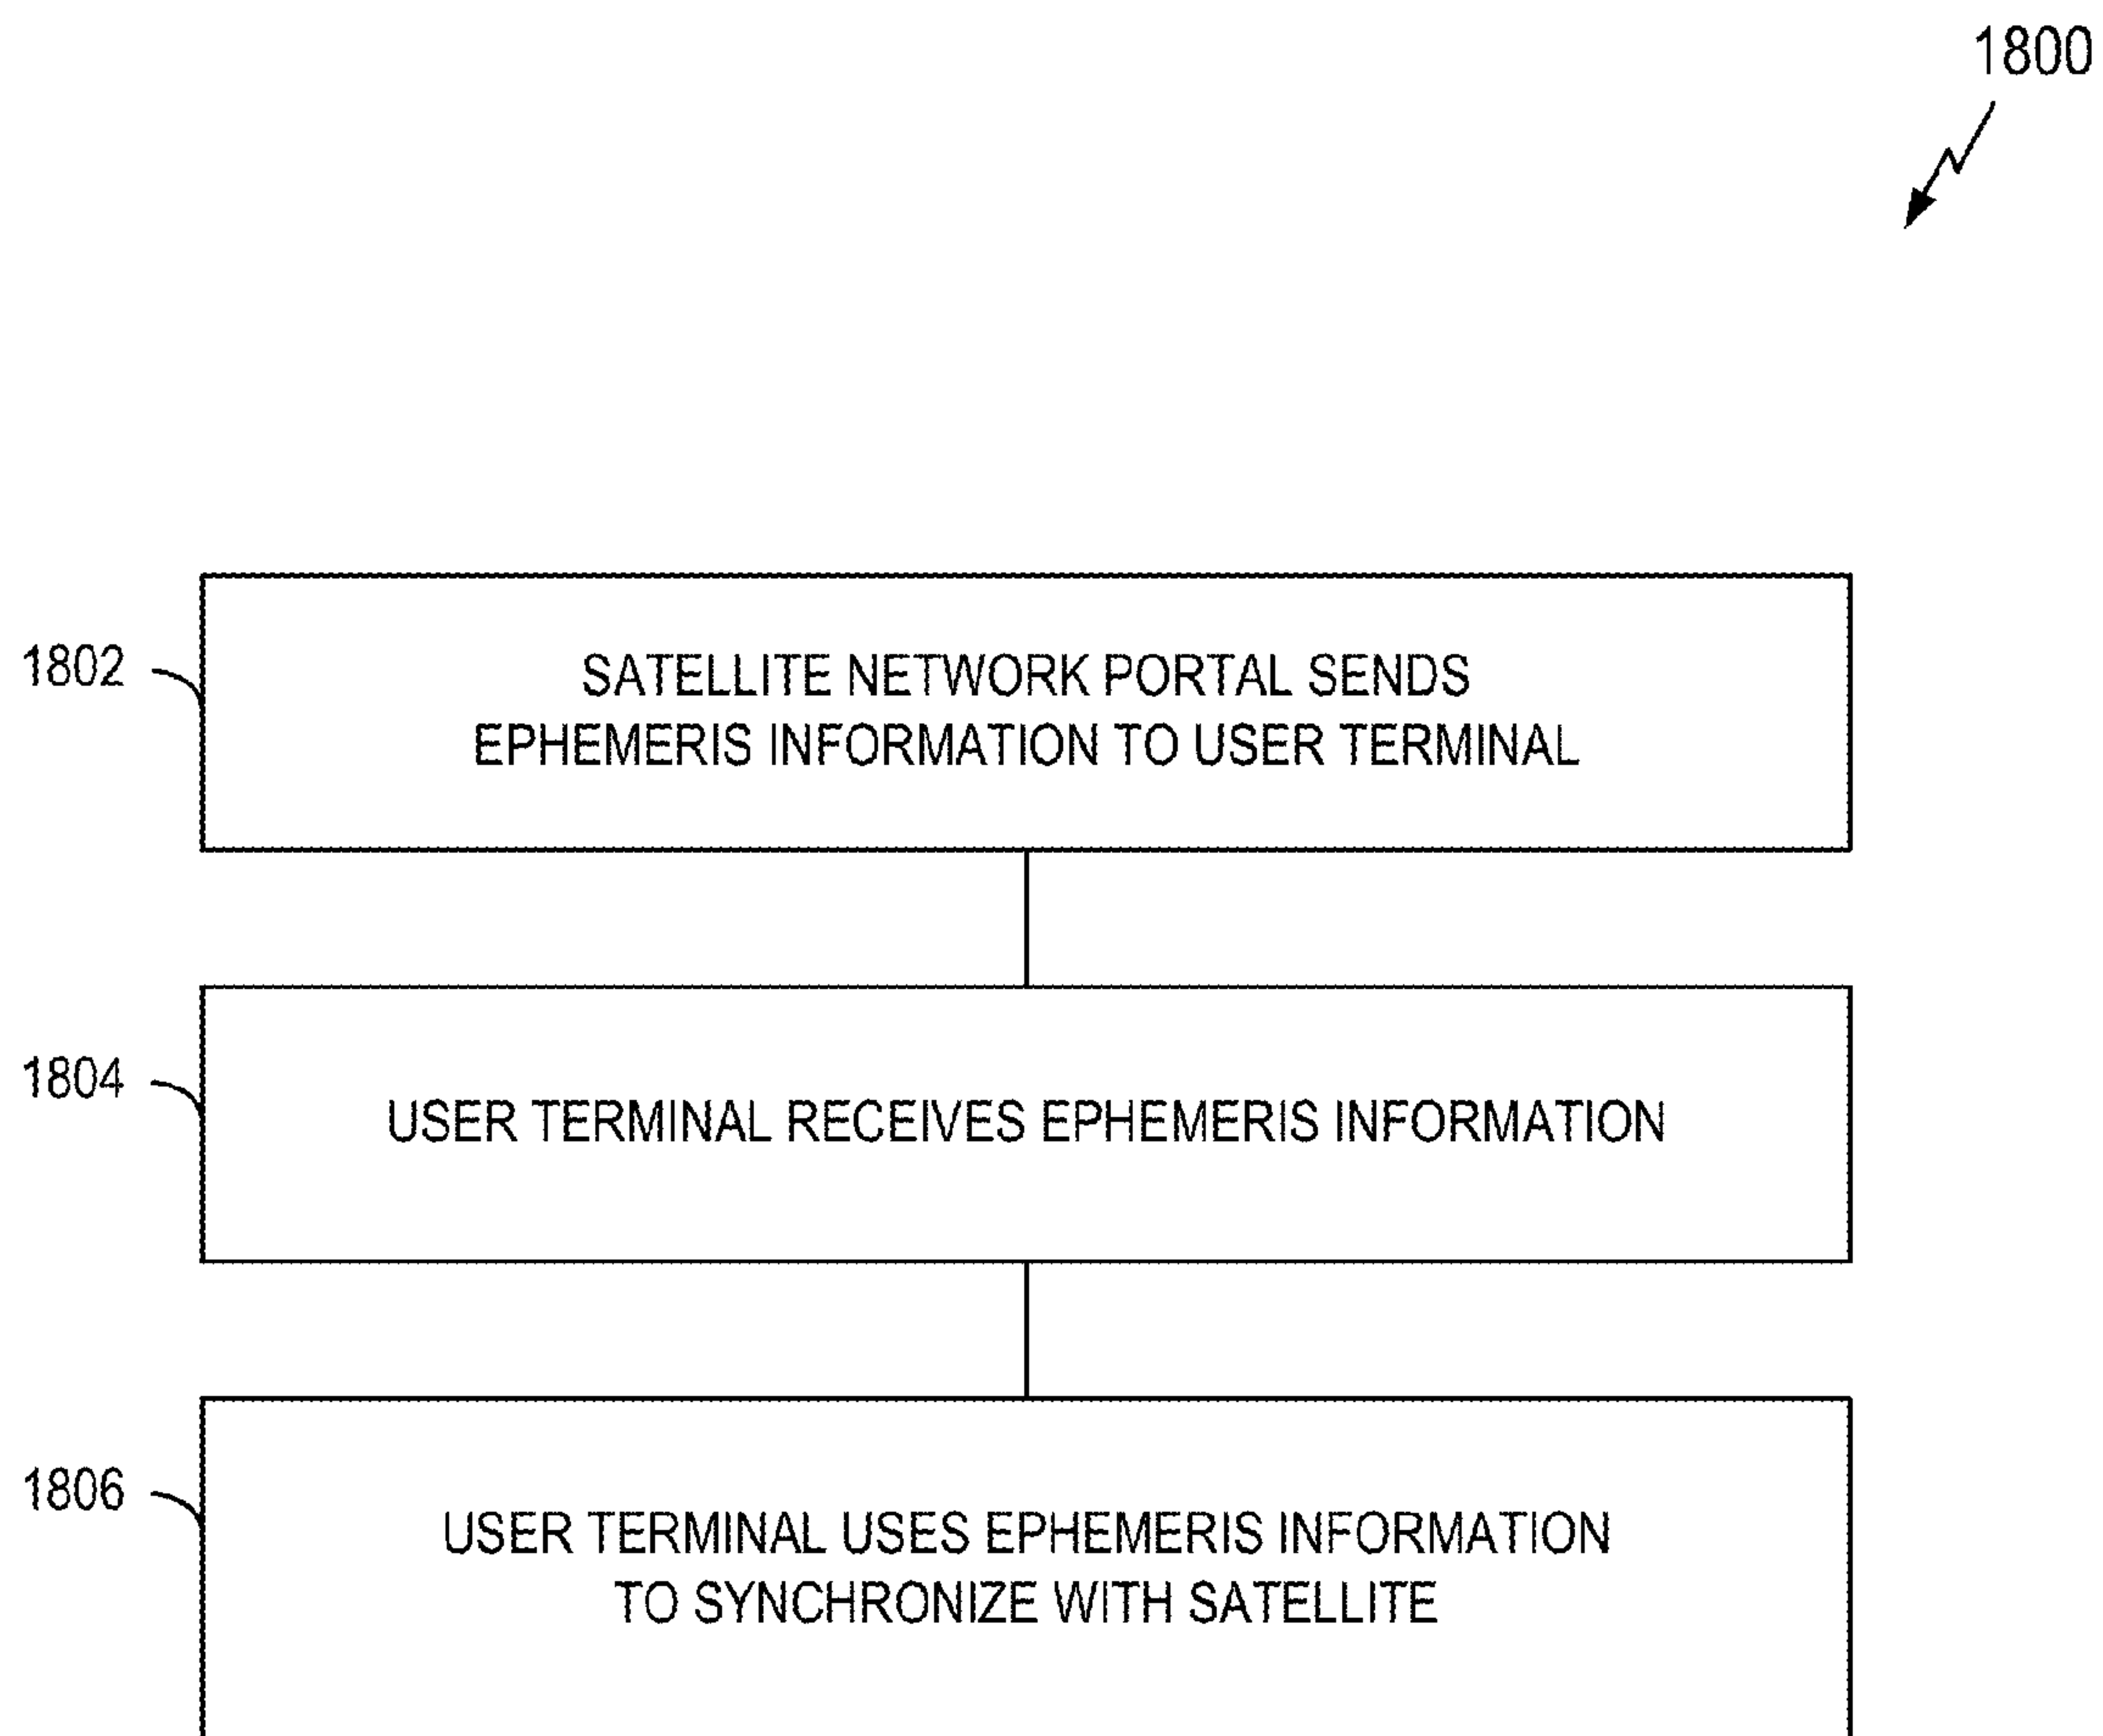 1800
1802
SATELLITE NETWORK PORTAL SENDS
EPHEMERIS INFORMATION TO USER TERMINAL
1804
USER TERMINAL RECEIVES EPHEMERIS INFORMATION
1806
USER TERMINAL USES EPHEMERIS INFORMATION
TO SYNCHRONIZE WITH SATELLITE